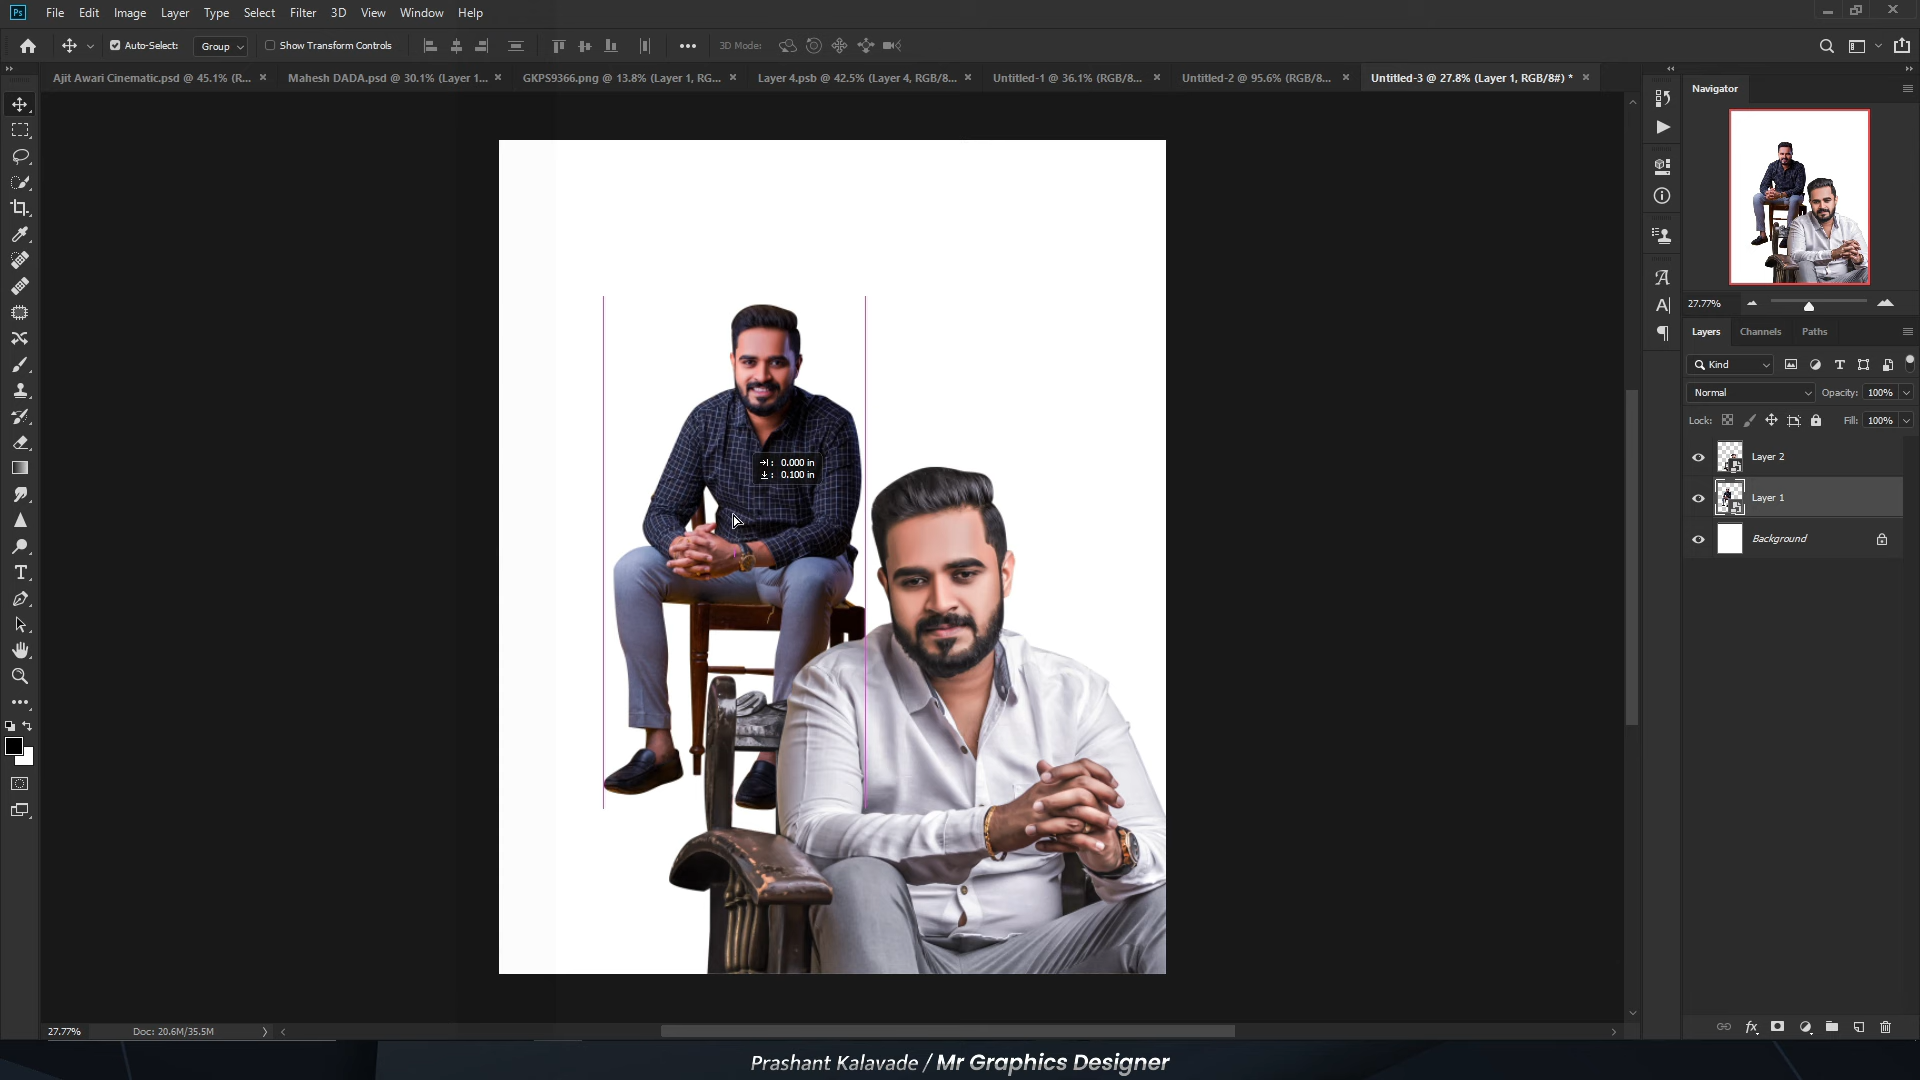 Ps File Edit Image Layer Type Select Filter 3D View Window Help
Auto-Select: Group Show Transform Controls 3D Mode:
Ajit Awari Cinematic.psd @ 45.1% (R... × Mahesh DADA.psd @ 30.1% (Layer 1... × GKPS9366.png @ 13.8% (Layer 1, RG... × Layer 4.psb @ 42.5% (Layer 4, RGB/8... × Untitled-1 @ 36.1% (RGB/8... × Untitled-2 @ 95.6% (RGB/8... × Untitled-3 @ 27.8% (Layer 1, RGB/8#) * ×
Navigator
27.77%
Layers Channels Paths
Kind
Normal Opacity: 100%
Lock: Fill: 100%
Layer 2
Layer 1
Background
: 0.000 in
: 0.100 in
27.77% Doc: 20.6M/35.5M
Prashant Kalavade / Mr Graphics Designer